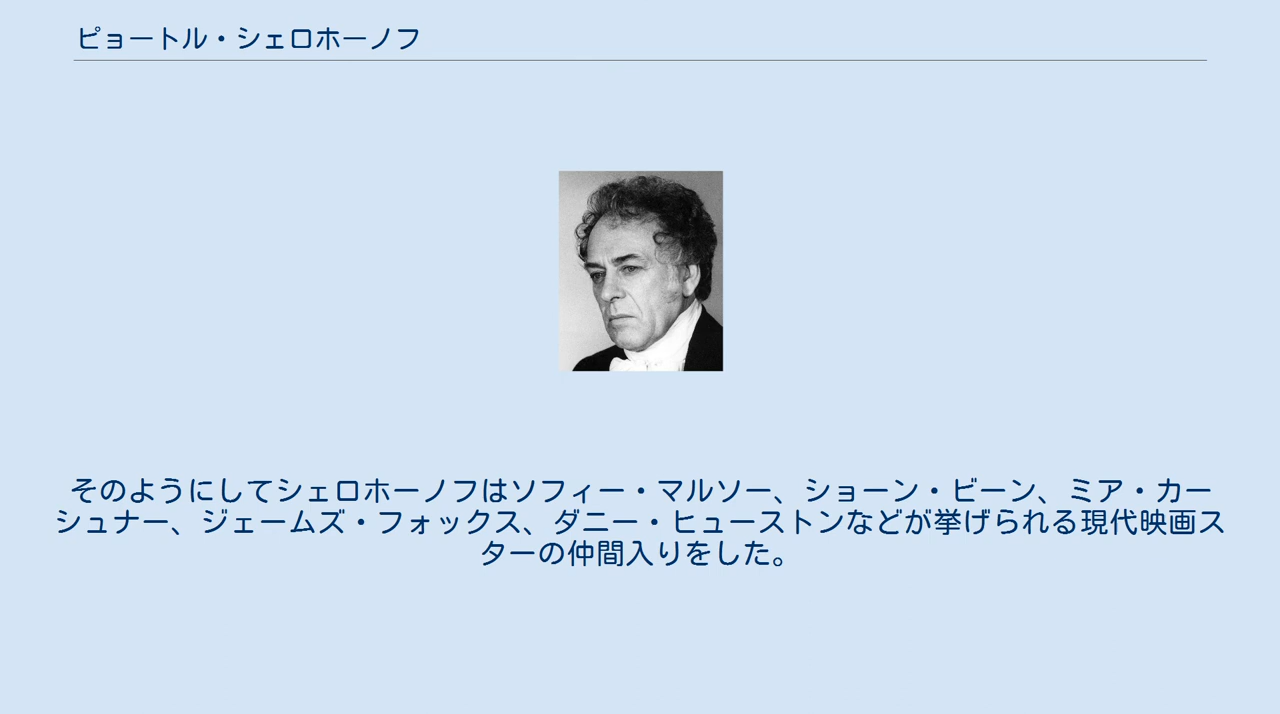 ピョートル・シェロホーノフ
そのようにしてシェロホーノフはソフィー・マルソー、ショーン・ビーン、ミア・カー
シュナー、ジェームズ・フォックス、ダニー・ヒューストンなどが挙げられる現代映画ス
ターの仲間入りをした。